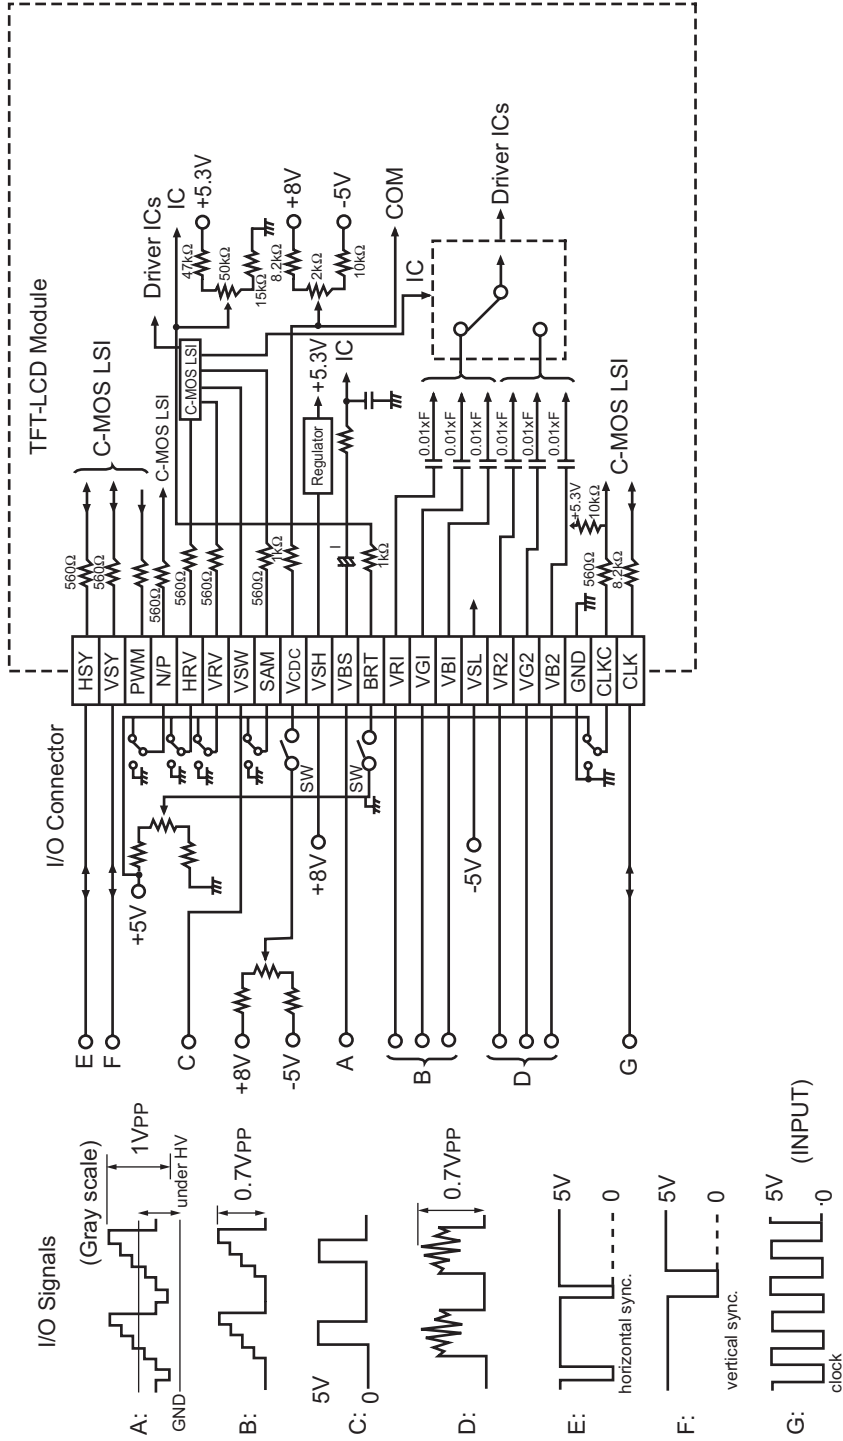 TFT-LCD Module
I/O Connector
I/O Signals
C-MOS LSI
C-MOS LSI
C-MOS LSI
Driver ICs
IC
+5.3V
47kΩ
50kΩ
15kΩ
+8V
8.2kΩ
2kΩ
10kΩ
-5V
COM
C-MOS LSI
Regulator
+5.3V
IC
IC
Driver ICs
560Ω
560Ω
560Ω
560Ω
560Ω
1kΩ
I
1kΩ
0.01xF
0.01xF
0.01xF
0.01xF
0.01xF
0.01xF
+5.3V
10kΩ
560Ω
8.2kΩ
HSY
VSY
PWM
N/P
HRV
VRV
VSW
SAM
VCDC
VSH
VBS
BRT
VRI
VGI
VBI
VSL
VR2
VG2
VB2
GND
CLKC
CLK
SW
SW
+5V
+8V
-5V
+8V
-5V
E
F
C
A
B
D
G
A:
(Gray scale)
1VPP
under HV
GND
B:
0.7VPP
C:
5V
0
D:
0.7VPP
E:
5V
0
horizontal sync.
F:
5V
0
vertical sync.
G:
5V
0
(INPUT)
clock